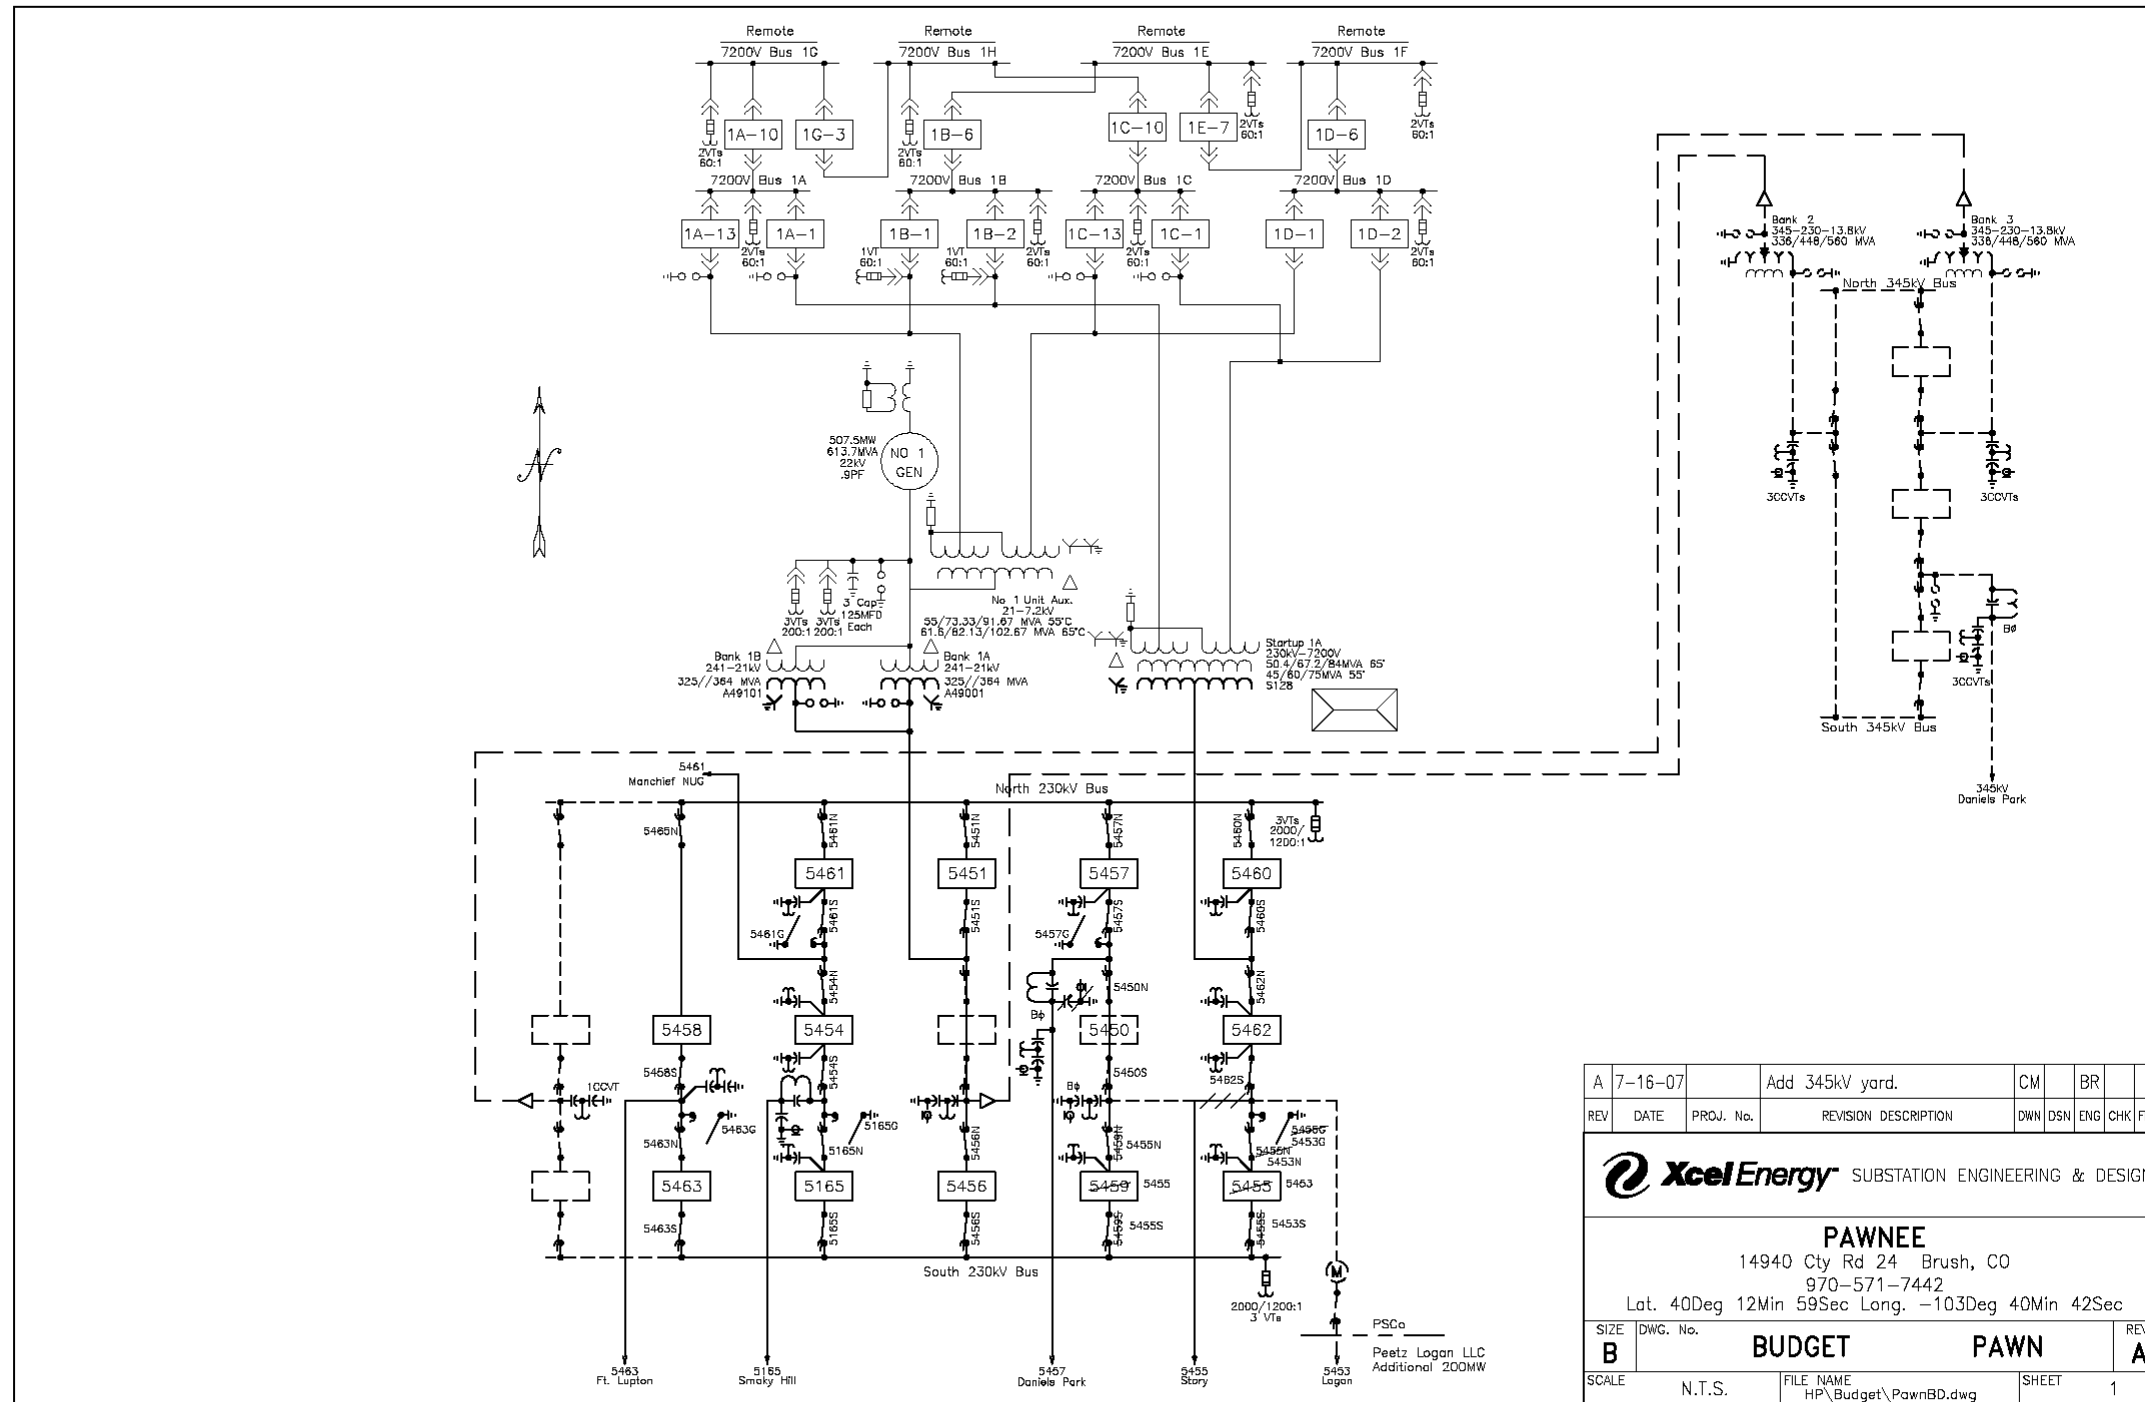 Remote
7200V Bus 1G
Remote
7200V Bus 1H
Remote
7200V Bus 1E
Remote
7200V Bus 1F
1A-10
1G-3
1B-6
1C-10
1E-7
1D-6
2VTs
60:1
2VTs
60:1
2VTs
60:1
2VTs
60:1
7200V Bus 1A
7200V Bus 1B
7200V Bus 1C
7200V Bus 1D
1A-13
1A-1
1B-1
1B-2
1C-13
1C-1
1D-1
1D-2
2VTs
60:1
1VT
60:1
1VT
60:1
2VTs
60:1
2VTs
60:1
2VTs
60:1
Bank 2
345-230-13.8kV
336/448/560 MVA
Bank 3
345-230-13.8kV
336/448/560 MVA
North 345kV Bus
3CCVTs
3CCVTs
BØ
3CCVTs
South 345kV Bus
345kV
Daniels Park
N
507.5MW
613.7MVA
22kV
.9PF
NO 1
GEN
3VTs
200:1
3VTs
200:1
3 Cap
125MFD
Each
No 1 Unit Aux.
21-7.2kV
55/73.33/91.67 MVA 55°C
61.6/82.13/102.67 MVA 65°C
Bank 1B
241-21kV
325//364 MVA
A49101
Bank 1A
241-21kV
325//364 MVA
A49001
Startup 1A
230kV-7200V
50.4/67.2/84MVA 65°
45/60/75MVA 55°
S128
5461
Manchief NUG
North 230kV Bus
5465N
5461N
5451N
5457N
5460N
3VTs
2000/
1200:1
5461
5451
5457
5460
5461S
5451S
5457S
5460S
5461G
5457G
5454N
5450N
5462N
Bϕ
5458
5454
5450
5462
5458S
5454S
5450S
5462S
1CCVT
Bϕ
5463G
5165G
5455G
5453G
5463N
5165N
5456N
5459N
5455N
5455N
5453N
5463
5165
5456
5459
5455
5455
5453
5463S
5165S
5456S
5459S
5455S
5455S
5453S
South 230kV Bus
2000/1200:1
3 VTs
M
PSCo
Peetz Logan LLC
Additional 200MW
5463
Ft. Lupton
5165
Smoky Hill
5457
Daniels Park
5455
Story
5453
Logan
A 7-16-07 Add 345kV yard. CM BR
REV DATE PROJ. No. REVISION DESCRIPTION DWN DSN ENG CHK
Xcel Energy SUBSTATION ENGINEERING & DESIGN
PAWNEE
14940 Cty Rd 24 Brush, CO
970-571-7442
Lat. 40Deg 12Min 59Sec Long. -103Deg 40Min 42Sec
SIZE DWG. No. REV
B BUDGET PAWN A
SCALE N.T.S. FILE NAME HP\Budget\PawnBD.dwg SHEET 1